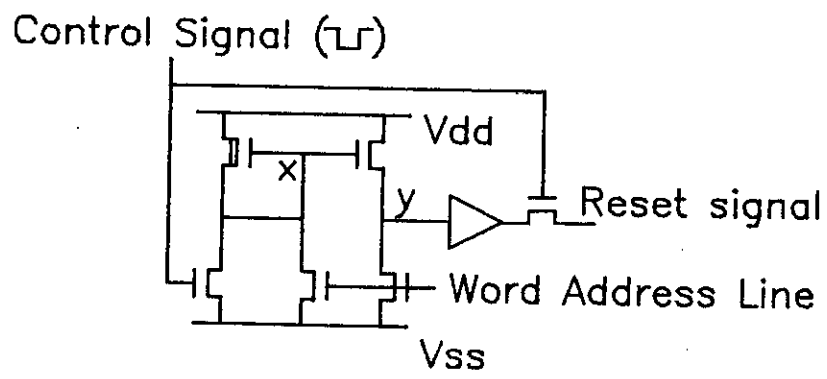 Control Signal ( )
Vdd
x
y
Reset signal
Word Address Line
Vss